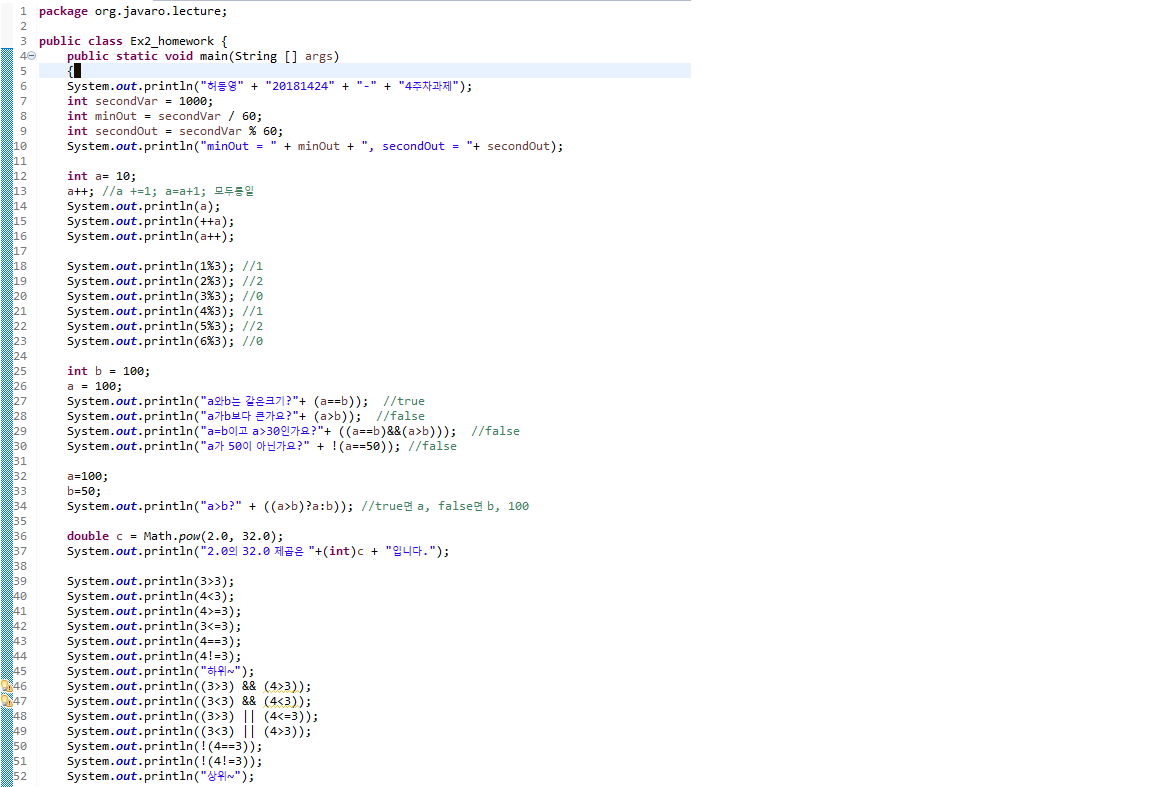 1 package org.javaro.lecture;
2
3 public class Ex2_homework {
4 public static void main(String [] args)
5 {
6 System.out.println("허동영" + "20181424" + "-" + "4주차과제");
7 int secondVar = 1000;
8 int minOut = secondVar / 60;
9 int secondOut = secondVar % 60;
10 System.out.println("minOut = " + minOut + ", secondOut = "+ secondOut);
11
12 int a= 10;
13 a++; //a +=1; a=a+1; 모두동일
14 System.out.println(a);
15 System.out.println(++a);
16 System.out.println(a++);
17
18 System.out.println(1%3); //1
19 System.out.println(2%3); //2
20 System.out.println(3%3); //0
21 System.out.println(4%3); //1
22 System.out.println(5%3); //2
23 System.out.println(6%3); //0
24
25 int b = 100;
26 a = 100;
27 System.out.println("a와b는 같은크기?"+ (a==b)); //true
28 System.out.println("a가b보다 큰가요?"+ (a>b)); //false
29 System.out.println("a=b이고 a>30인가요?"+ ((a==b)&&(a>b))); //false
30 System.out.println("a가 50이 아닌가요?" + !(a==50)); //false
31
32 a=100;
33 b=50;
34 System.out.println("a>b?" + ((a>b)?a:b)); //true면 a, false면 b, 100
35
36 double c = Math.pow(2.0, 32.0);
37 System.out.println("2.0의 32.0 제곱은 "+(int)c + "입니다.");
38
39 System.out.println(3>3);
40 System.out.println(4<3);
41 System.out.println(4>=3);
42 System.out.println(3<=3);
43 System.out.println(4==3);
44 System.out.println(4!=3);
45 System.out.println("하위~");
46 System.out.println((3>3) && (4>3));
47 System.out.println((3<3) && (4<3));
48 System.out.println((3>3) || (4<=3));
49 System.out.println((3<3) || (4>3));
50 System.out.println(!(4==3));
51 System.out.println(!(4!=3));
52 System.out.println("상위~");